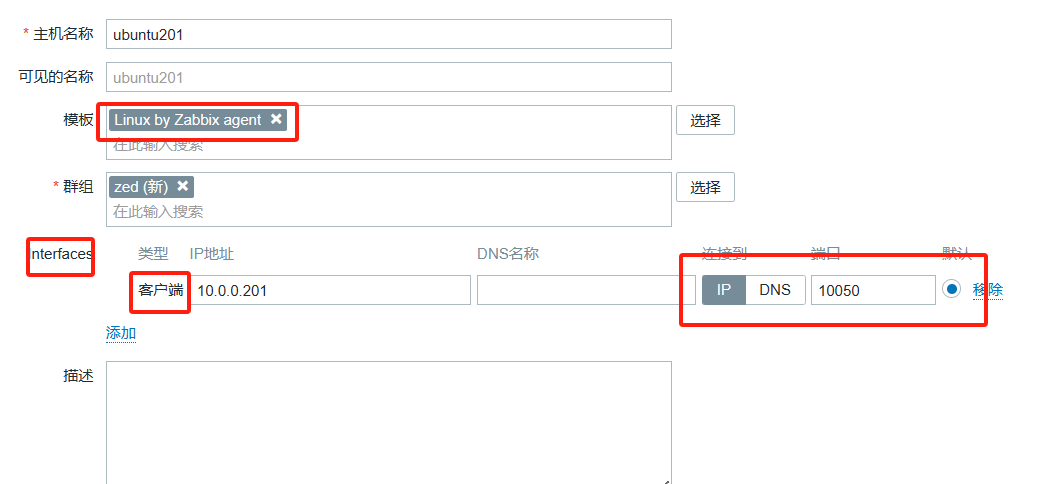 * 主机名称 ubuntu201
可见的名称 ubuntu201
模板 Linux by Zabbix agent 选择
在此输入搜索
* 群组 zed (新) 选择
在此输入搜索
Interfaces 类型 IP地址 DNS名称 连接到 端口 默认
客户端 10.0.0.201 IP DNS 10050 移除
添加
描述